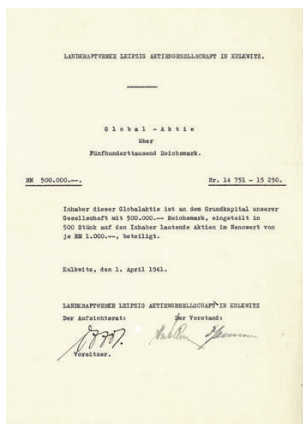 LANDKRAFTWERKE LEIPZIG AKTIENGESELLSCHAFT IN KULKWITZ.
Global - Aktie
über
Fünfhunderttausend Reichsmark.
RM 500.000.--. Nr. 14 751 - 15 250.
Inhaber dieser Globalaktie ist an dem Grundkapital unserer
Gesellschaft mit 500.000.-- Reichsmark, eingeteilt in
500 Stück auf den Inhaber lautende Aktien im Nennwert von
je RM 1.000.--, beteiligt.
Kulkwitz, den 1. April 1941.
LANDKRAFTWERKE LEIPZIG AKTIENGESELLSCHAFT IN KULKWITZ
Der Aufsichtsrat: Der Vorstand:
Vorsitzer.